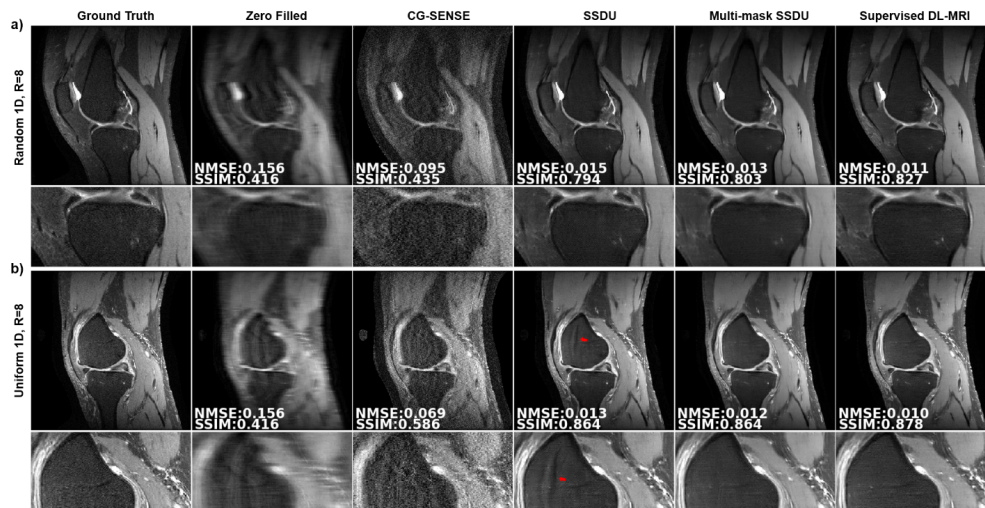 Ground Truth
Zero Filled
CG-SENSE
SSDU
Multi-mask SSDU
Supervised DL-MRI
a)
Random 1D, R=8
NMSE:0.156
SSIM:0.416
NMSE:0.095
SSIM:0.435
NMSE:0.015
SSIM:0.794
NMSE:0.013
SSIM:0.803
NMSE:0.011
SSIM:0.827
b)
Uniform 1D, R=8
NMSE:0.156
SSIM:0.416
NMSE:0.069
SSIM:0.586
NMSE:0.013
SSIM:0.864
NMSE:0.012
SSIM:0.864
NMSE:0.010
SSIM:0.878